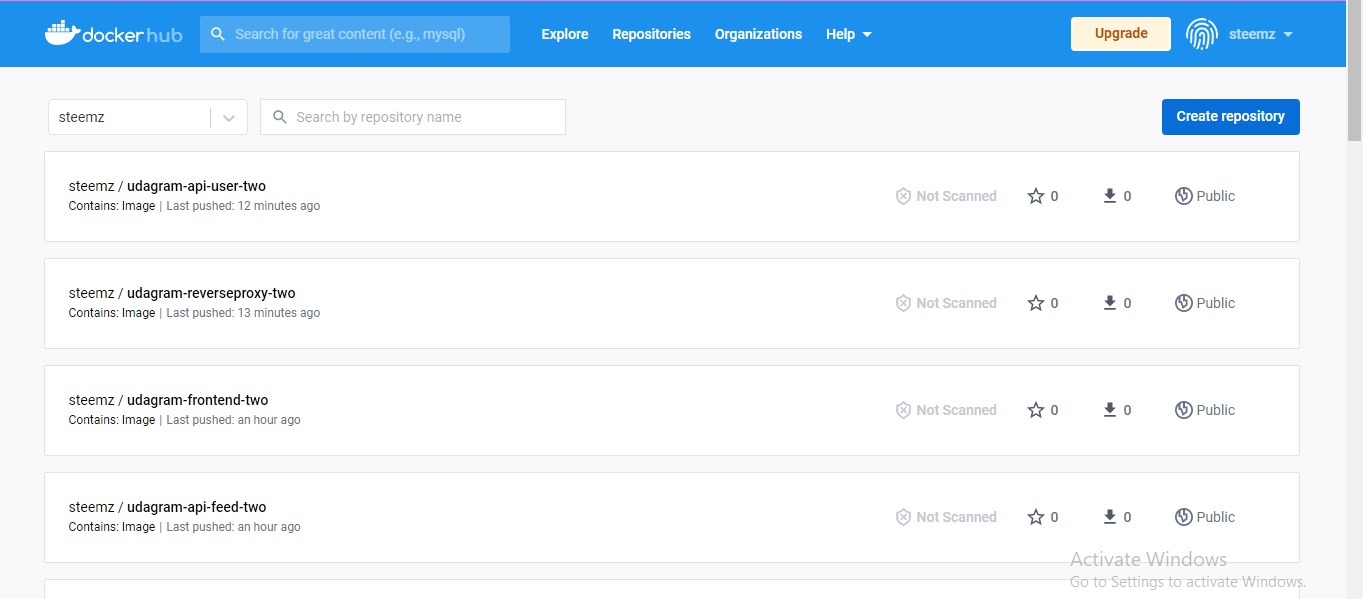 docker hub Search for great content (e.g., mysql) Explore Repositories Organizations Help Upgrade steemz
steemz Search by repository name Create repository
steemz / udagram-api-user-two
Contains: Image | Last pushed: 12 minutes ago
Not Scanned 0 0 Public
steemz / udagram-reverseproxy-two
Contains: Image | Last pushed: 13 minutes ago
Not Scanned 0 0 Public
steemz / udagram-frontend-two
Contains: Image | Last pushed: an hour ago
Not Scanned 0 0 Public
steemz / udagram-api-feed-two
Contains: Image | Last pushed: an hour ago
Not Scanned 0 0 Public
Activate Windows
Go to Settings to activate Windows.